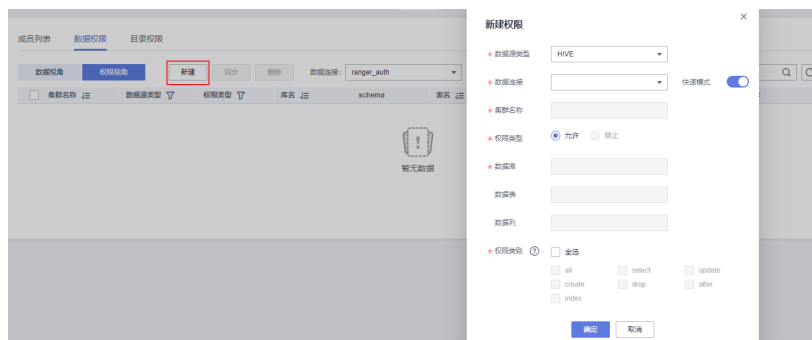 成员列表 数据权限 目录权限
数据视角 权限视角 新建 同步 删除 数据连接: ranger_auth
集群名称 数据源类型 权限类型 库名 schema 表名
暂无数据
新建权限
* 数据源类型 HIVE
* 数据连接 快速模式
* 集群名称
* 权限类型 允许 禁止
* 数据库
数据表
数据列
* 权限类别 全选
all select update
create drop alter
index
确定 取消